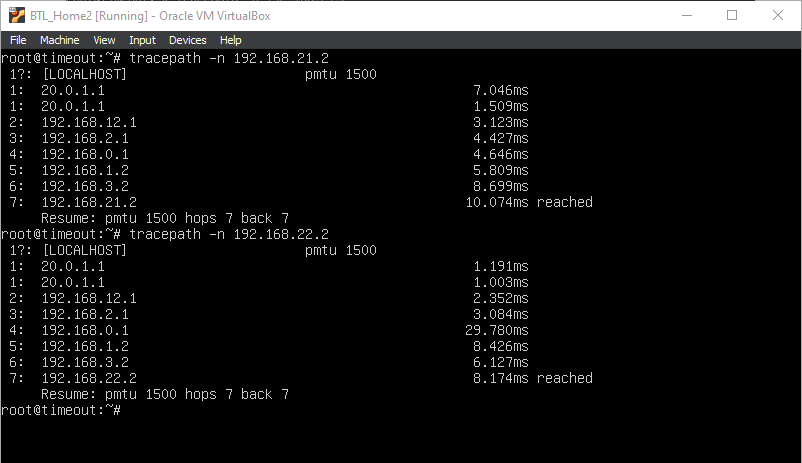 BTL_Home2 [Running] - Oracle VM VirtualBox
File Machine View Input Devices Help
root@timeout:~# tracepath -n 192.168.21.2
1?: [LOCALHOST] pmtu 1500
1: 20.0.1.1 7.046ms
1: 20.0.1.1 1.509ms
2: 192.168.12.1 3.123ms
3: 192.168.2.1 4.427ms
4: 192.168.0.1 4.646ms
5: 192.168.1.2 5.809ms
6: 192.168.3.2 8.699ms
7: 192.168.21.2 10.074ms reached
Resume: pmtu 1500 hops 7 back 7
root@timeout:~# tracepath -n 192.168.22.2
1?: [LOCALHOST] pmtu 1500
1: 20.0.1.1 1.191ms
1: 20.0.1.1 1.003ms
2: 192.168.12.1 2.352ms
3: 192.168.2.1 3.084ms
4: 192.168.0.1 29.780ms
5: 192.168.1.2 8.426ms
6: 192.168.3.2 6.127ms
7: 192.168.22.2 8.174ms reached
Resume: pmtu 1500 hops 7 back 7
root@timeout:~#